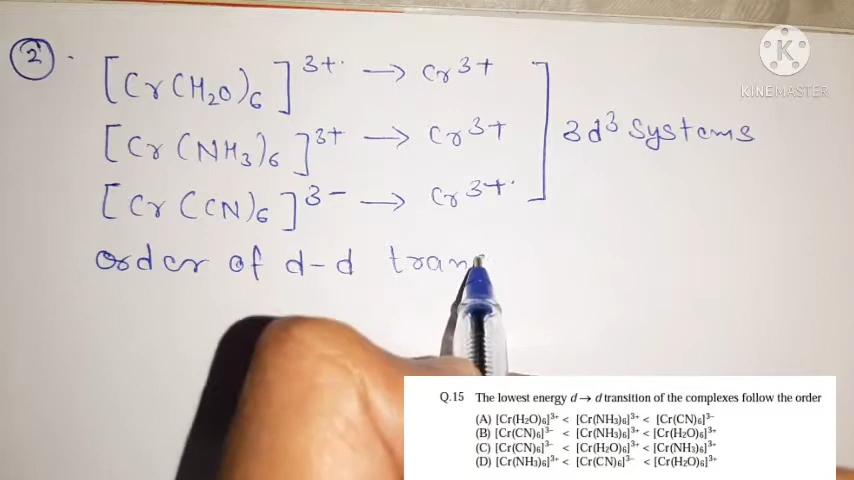 2.
[Cr(H₂O)₆]³⁺ → Cr³⁺
[Cr(NH₃)₆]³⁺ → Cr³⁺
[Cr(CN)₆]³⁻ → Cr³⁺
3d³ systems
order of d-d trans
K
KINEMASTER
Q.15 The lowest energy d → d transition of the complexes follow the order
(A) [Cr(H₂O)₆]³⁺ < [Cr(NH₃)₆]³⁺ < [Cr(CN)₆]³⁻
(B) [Cr(CN)₆]³⁻ < [Cr(NH₃)₆]³⁺ < [Cr(H₂O)₆]³⁺
(C) [Cr(CN)₆]³⁻ < [Cr(H₂O)₆]³⁺ < [Cr(NH₃)₆]³⁺
(D) [Cr(NH₃)₆]³⁺ < [Cr(CN)₆]³⁻ < [Cr(H₂O)₆]³⁺